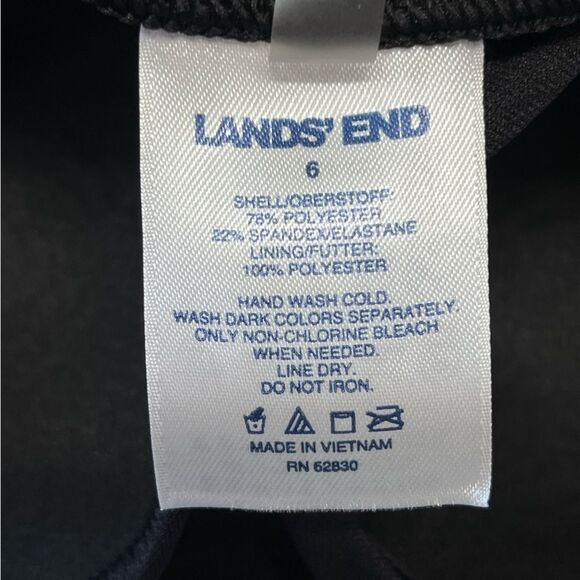 LANDS' END
6
SHELL/OBERSTOFF:
78% POLYESTER
22% SPANDEX/ELASTANE
LINING/FUTTER:
100% POLYESTER
HAND WASH COLD.
WASH DARK COLORS SEPARATELY.
ONLY NON-CHLORINE BLEACH
WHEN NEEDED.
LINE DRY.
DO NOT IRON.
MADE IN VIETNAM
RN 62830